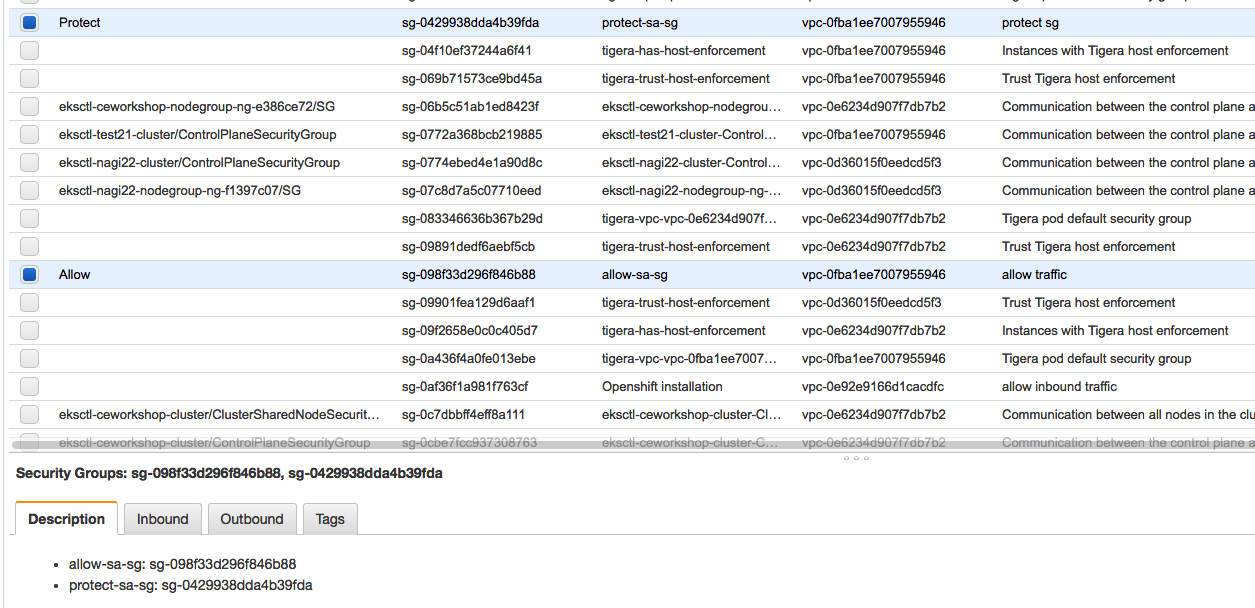 Protect sg-0429938dda4b39fda protect-sa-sg vpc-0fba1ee7007955946 protect sg
sg-04f10ef37244a6f41 tigera-has-host-enforcement vpc-0fba1ee7007955946 Instances with Tigera host enforcement
sg-069b71573ce9bd45a tigera-trust-host-enforcement vpc-0fba1ee7007955946 Trust Tigera host enforcement
eksctl-ceworkshop-nodegroup-ng-e386ce72/SG sg-06b5c51ab1ed8423f eksctl-ceworkshop-nodegrou... vpc-0e6234d907f7db7b2 Communication between the control plane a
eksctl-test21-cluster/ControlPlaneSecurityGroup sg-0772a368bcb219885 eksctl-test21-cluster-Control... vpc-0fba1ee7007955946 Communication between the control plane a
eksctl-nagi22-cluster/ControlPlaneSecurityGroup sg-0774ebed4e1a90d8c eksctl-nagi22-cluster-Control... vpc-0d36015f0eedcd5f3 Communication between the control plane a
eksctl-nagi22-nodegroup-ng-f1397c07/SG sg-07c8d7a5c07710eed eksctl-nagi22-nodegroup-ng-... vpc-0d36015f0eedcd5f3 Communication between the control plane a
sg-083346636b367b29d tigera-vpc-vpc-0e6234d907f... vpc-0e6234d907f7db7b2 Tigera pod default security group
sg-09891dedf6aebf5cb tigera-trust-host-enforcement vpc-0e6234d907f7db7b2 Trust Tigera host enforcement
Allow sg-098f33d296f846b88 allow-sa-sg vpc-0fba1ee7007955946 allow traffic
sg-09901fea129d6aaf1 tigera-trust-host-enforcement vpc-0d36015f0eedcd5f3 Trust Tigera host enforcement
sg-09f2658e0c0c405d7 tigera-has-host-enforcement vpc-0e6234d907f7db7b2 Instances with Tigera host enforcement
sg-0a436f4a0fe013ebe tigera-vpc-vpc-0fba1ee7007... vpc-0fba1ee7007955946 Tigera pod default security group
sg-0af36f1a981f763cf Openshift installation vpc-0e92e9166d1cacdfc allow inbound traffic
eksctl-ceworkshop-cluster/ClusterSharedNodeSecurit... sg-0c7dbbff4eff8a111 eksctl-ceworkshop-cluster-Cl... vpc-0e6234d907f7db7b2 Communication between all nodes in the clu
eksctl-ceworkshop-cluster/ControlPlaneSecurityGroup sg-0cbe7fcc937308763 eksctl-ceworkshop-cluster-C... vpc-0e6234d907f7db7b2 Communication between the control plane a
Security Groups: sg-098f33d296f846b88, sg-0429938dda4b39fda
Description Inbound Outbound Tags
• allow-sa-sg: sg-098f33d296f846b88
• protect-sa-sg: sg-0429938dda4b39fda